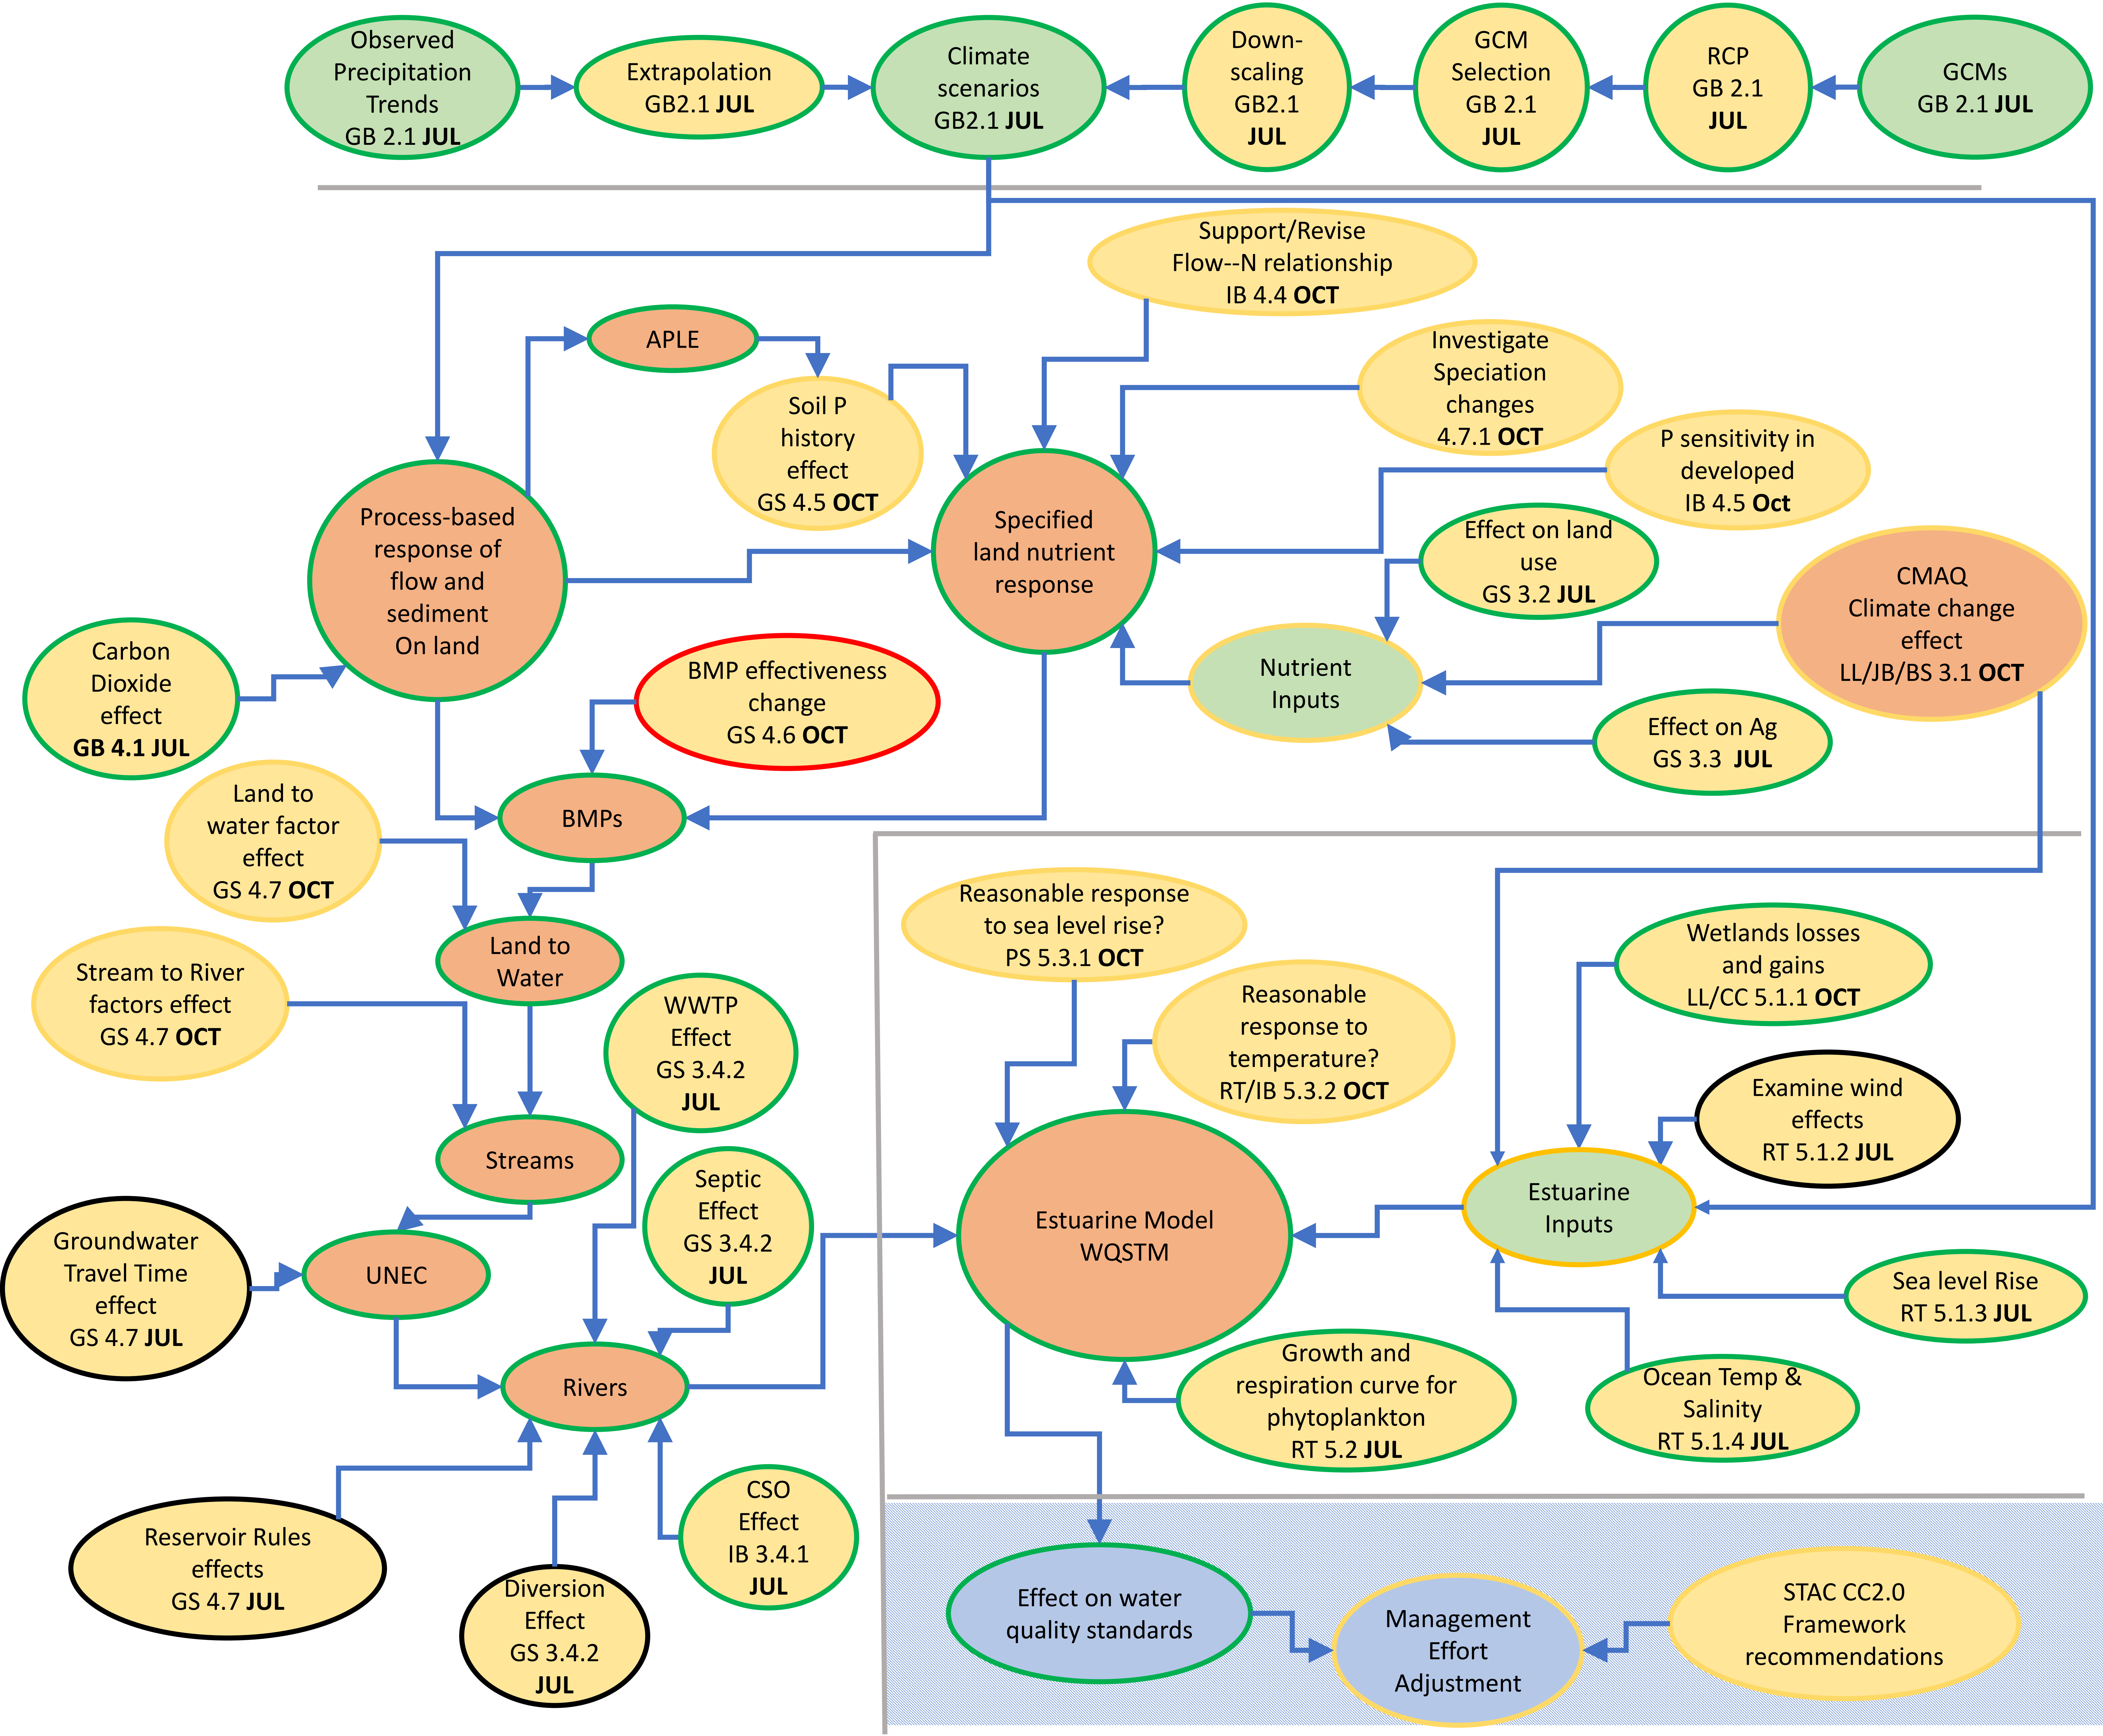 Observed
Precipitation
Trends
GB 2.1 JUL
Extrapolation
GB2.1 JUL
Climate
scenarios
GB2.1 JUL
Down-
scaling
GB2.1
JUL
GCM
Selection
GB 2.1
JUL
RCP
GB 2.1
JUL
GCMs
GB 2.1 JUL
Support/Revise
Flow--N relationship
IB 4.4 OCT
APLE
Investigate
Speciation
changes
4.7.1 OCT
Soil P
history
effect
GS 4.5 OCT
P sensitivity in
developed
IB 4.5 Oct
Process-based
response of
flow and
sediment
On land
Specified
land nutrient
response
Effect on land
use
GS 3.2 JUL
CMAQ
Climate change
effect
LL/JB/BS 3.1 OCT
Carbon
Dioxide
effect
GB 4.1 JUL
BMP effectiveness
change
GS 4.6 OCT
Nutrient
Inputs
Effect on Ag
GS 3.3 JUL
Land to
water factor
effect
GS 4.7 OCT
BMPs
Reasonable response
to sea level rise?
PS 5.3.1 OCT
Wetlands losses
and gains
LL/CC 5.1.1 OCT
Land to
Water
Stream to River
factors effect
GS 4.7 OCT
WWTP
Effect
GS 3.4.2
JUL
Reasonable
response to
temperature?
RT/IB 5.3.2 OCT
Examine wind
effects
RT 5.1.2 JUL
Streams
Septic
Effect
GS 3.4.2
JUL
Estuarine Model
WQSTM
Estuarine
Inputs
Groundwater
Travel Time
effect
GS 4.7 JUL
UNEC
Sea level Rise
RT 5.1.3 JUL
Rivers
Growth and
respiration curve for
phytoplankton
RT 5.2 JUL
Ocean Temp &
Salinity
RT 5.1.4 JUL
Reservoir Rules
effects
GS 4.7 JUL
CSO
Effect
IB 3.4.1
JUL
Diversion
Effect
GS 3.4.2
JUL
Effect on water
quality standards
Management
Effort
Adjustment
STAC CC2.0
Framework
recommendations